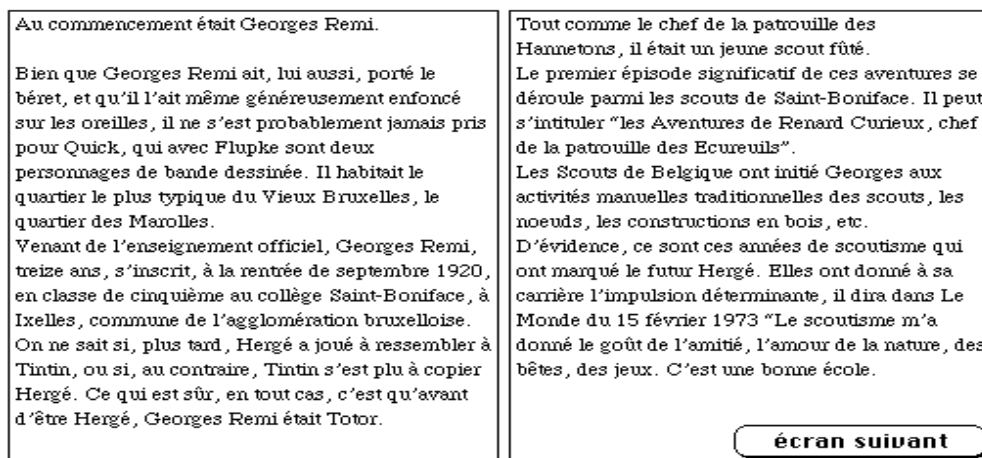 Au commencement était Georges Remi.
Bien que Georges Remi ait, lui aussi, porté le
béret, et qu'il l'ait même généreusement enfoncé
sur les oreilles, il ne s'est probablement jamais pris
pour Quick, qui avec Flupke sont deux
personnages de bande dessinée. Il habitait le
quartier le plus typique du Vieux Bruxelles, le
quartier des Marolles.
Venant de l'enseignement officiel, Georges Remi,
treize ans, s'inscrit, à la rentrée de septembre 1920,
en classe de cinquième au collège Saint-Boniface, à
Ixelles, commune de l'agglomération bruxelloise.
On ne sait si, plus tard, Hergé a joué à ressembler à
Tintin, ou si, au contraire, Tintin s'est plu à copier
Hergé. Ce qui est sûr, en tout cas, c'est qu'avant
d'être Hergé, Georges Remi était Totor.
Tout comme le chef de la patrouille des
Hannetons, il était un jeune scout fûté.
Le premier épisode significatif de ces aventures se
déroule parmi les scouts de Saint-Boniface. Il peut
s'intituler "les Aventures de Renard Curieux, chef
de la patrouille des Ecureuils".
Les Scouts de Belgique ont initié Georges aux
activités manuelles traditionnelles des scouts, les
noeuds, les constructions en bois, etc.
D'évidence, ce sont ces années de scoutisme qui
ont marqué le futur Hergé. Elles ont donné à sa
carrière l'impulsion déterminante, il dira dans Le
Monde du 15 février 1973 "Le scoutisme m'a
donné le goût de l'amitié, l'amour de la nature, des
bêtes, des jeux. C'est une bonne école.
écran suivant